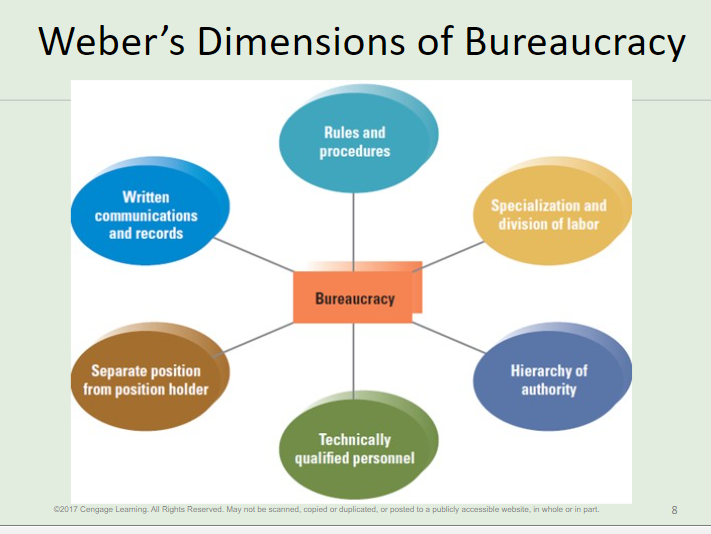 Weber’s Dimensions of Bureaucracy
Rules and
procedures
Written
communications
and records
Specialization and
division of labor
Bureaucracy
Separate position
from position holder
Hierarchy of
authority
Technically
qualified personnel
©2017 Cengage Learning. All Rights Reserved. May not be scanned, copied or duplicated, or posted to a publicly accessible website, in whole or in part.
8